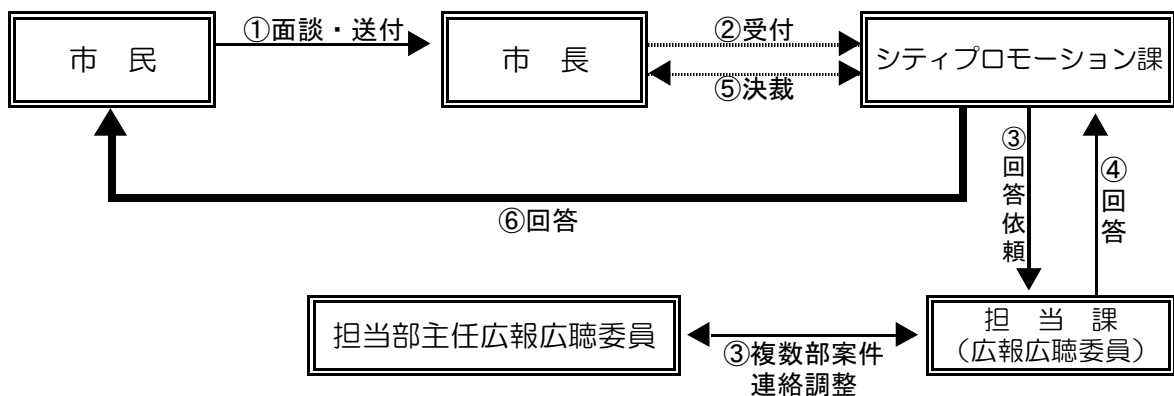 ①面談・送付
市　民
市　長
②受付
⑤決裁
シティプロモーション課
③回答依頼
④回答
⑥回答
担当部主任広報広聴委員
③複数部案件
連絡調整
担　当　課
（広報広聴委員）